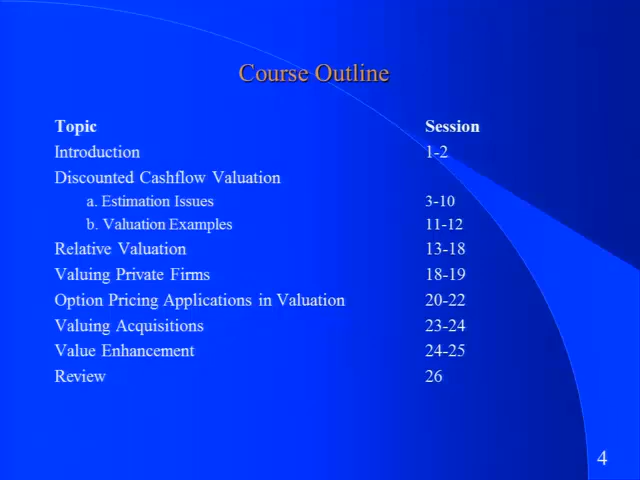 Course Outline
Topic Session
Introduction 1-2
Discounted Cashflow Valuation
a. Estimation Issues 3-10
b. Valuation Examples 11-12
Relative Valuation 13-18
Valuing Private Firms 18-19
Option Pricing Applications in Valuation 20-22
Valuing Acquisitions 23-24
Value Enhancement 24-25
Review 26
4